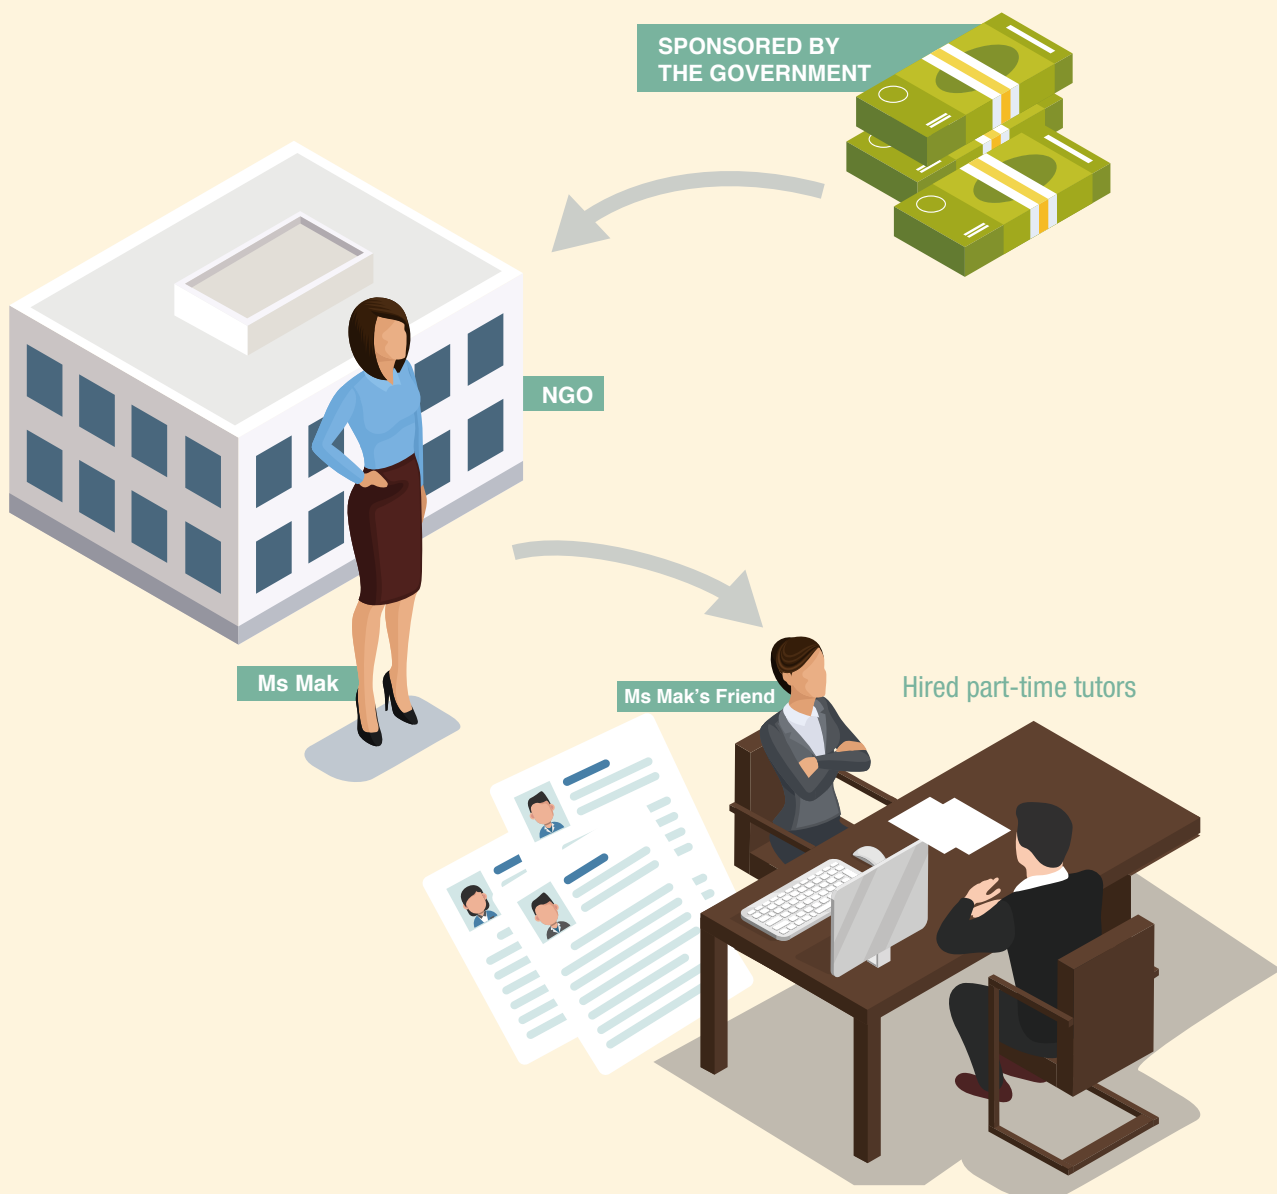 SPONSORED BY
THE GOVERNMENT
NGO
Ms Mak
Ms Mak's Friend
Hired part-time tutors